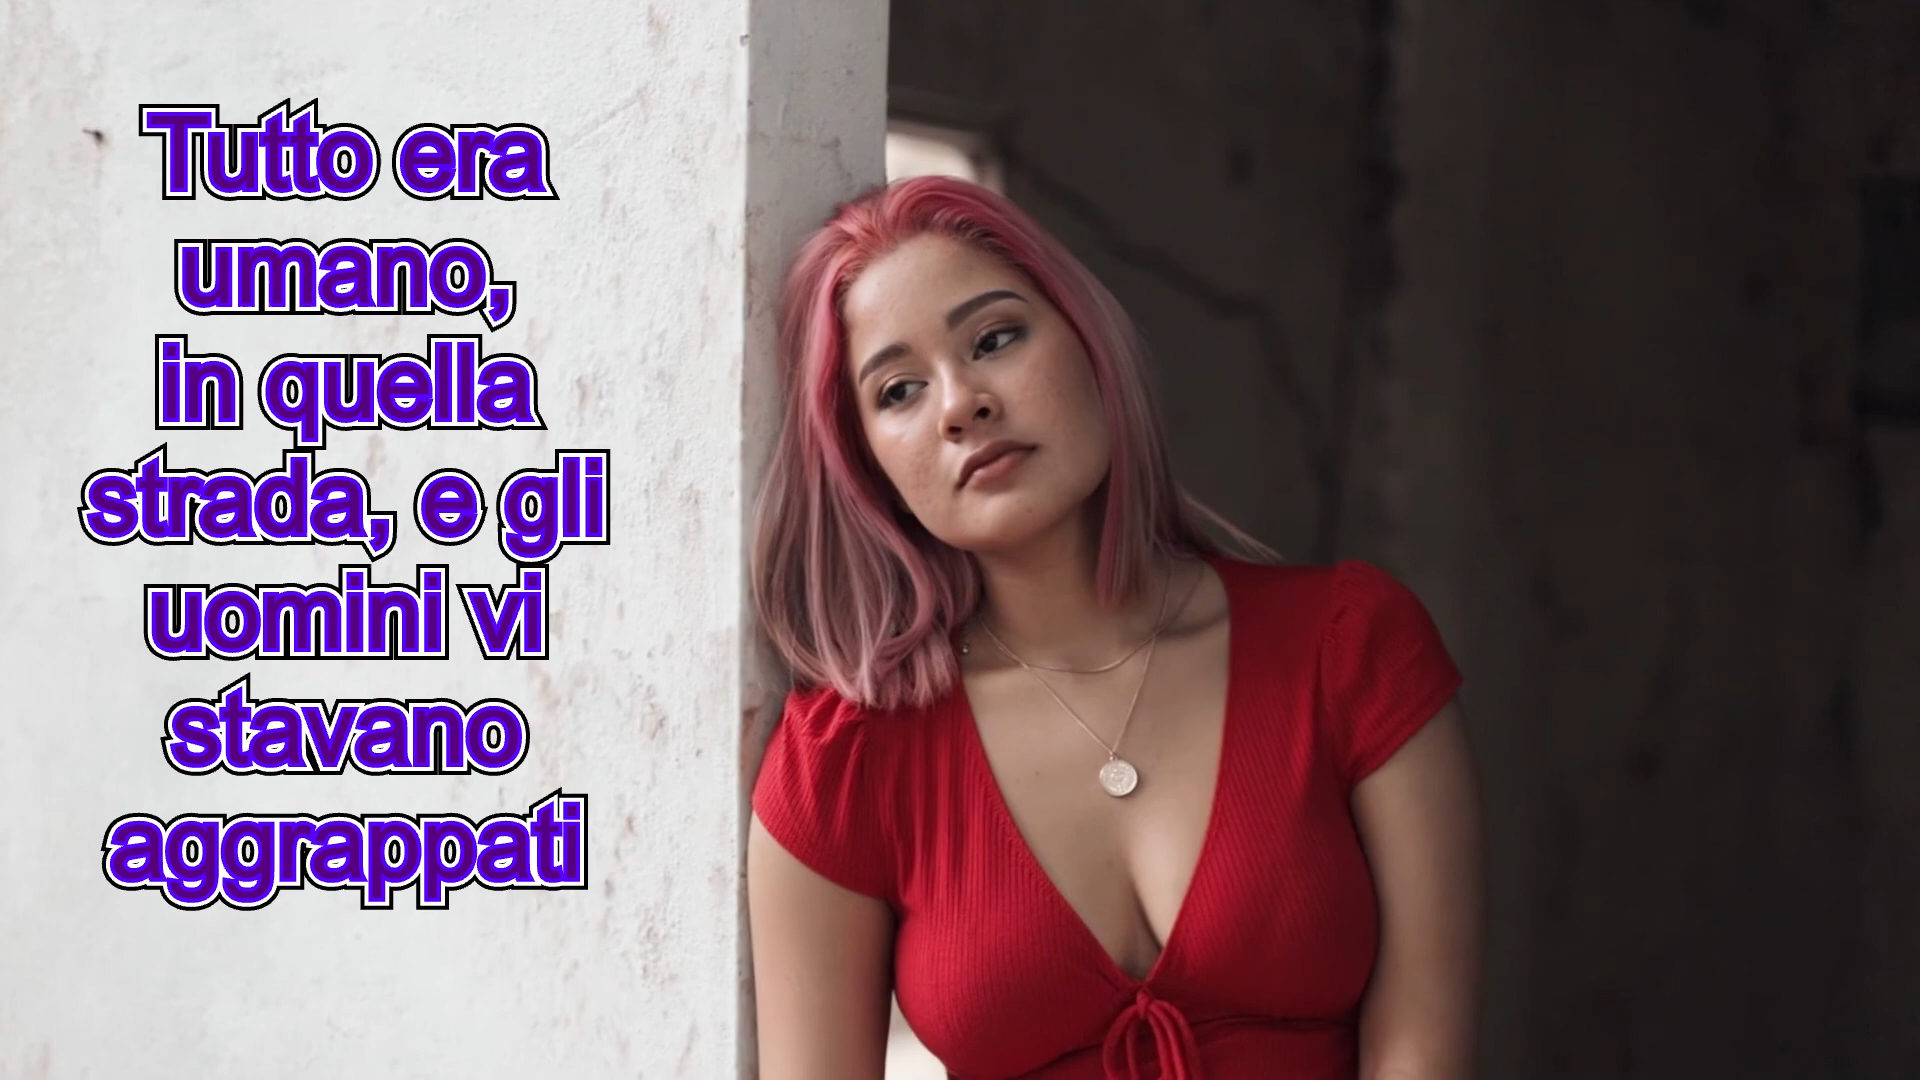 Tutto era
umano,
in quella
strada, e gli
uomini vi
stavano
aggrappati